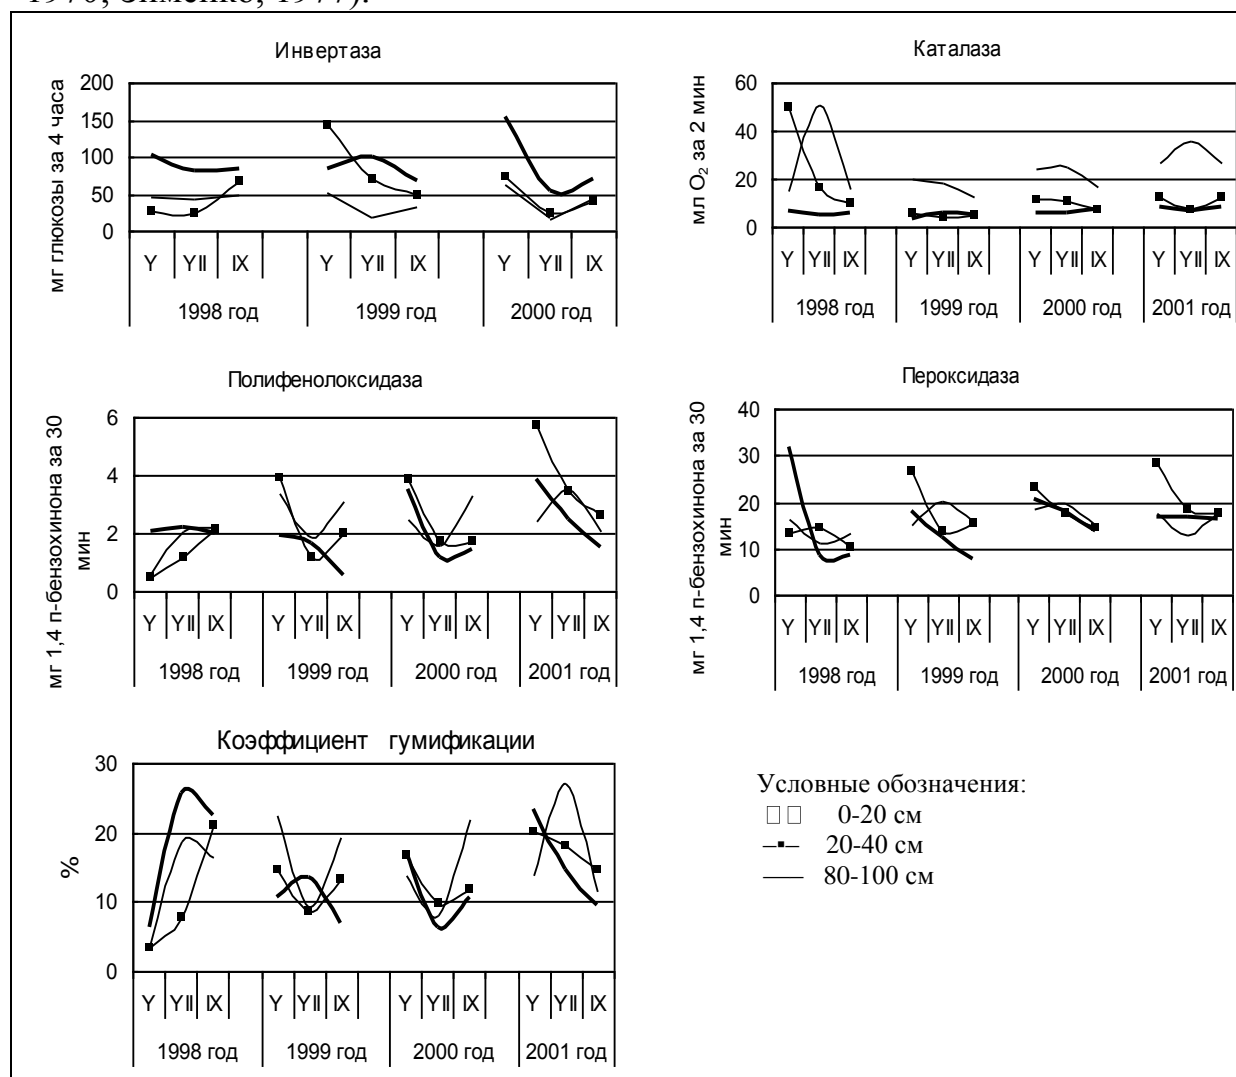 1970; Зименко, 1977).
Инвертаза
мг глюкозы за 4 часа
200
150
100
50
0
Y YII IX Y YII IX Y YII IX
1998 год 1999 год 2000 год
Каталаза
мл O₂ за 2 мин
60
40
20
0
Y YII IX Y YII IX Y YII IX Y YII IX
1998 год 1999 год 2000 год 2001 год
Полифенолоксидаза
мг 1,4 п-бензохинона за 30
мин
6
4
2
0
Y YII IX Y YII IX Y YII IX Y YII IX
1998 год 1999 год 2000 год 2001 год
Пероксидаза
мг 1,4 п-бензохинона за 30
мин
40
30
20
10
0
Y YII IX Y YII IX Y YII IX Y YII IX
1998 год 1999 год 2000 год 2001 год
Коэффициент гумификации
%
30
20
10
0
Y YII IX Y YII IX Y YII IX Y YII IX
1998 год 1999 год 2000 год 2001 год
Условные обозначения:
0-20 см
20-40 см
80-100 см